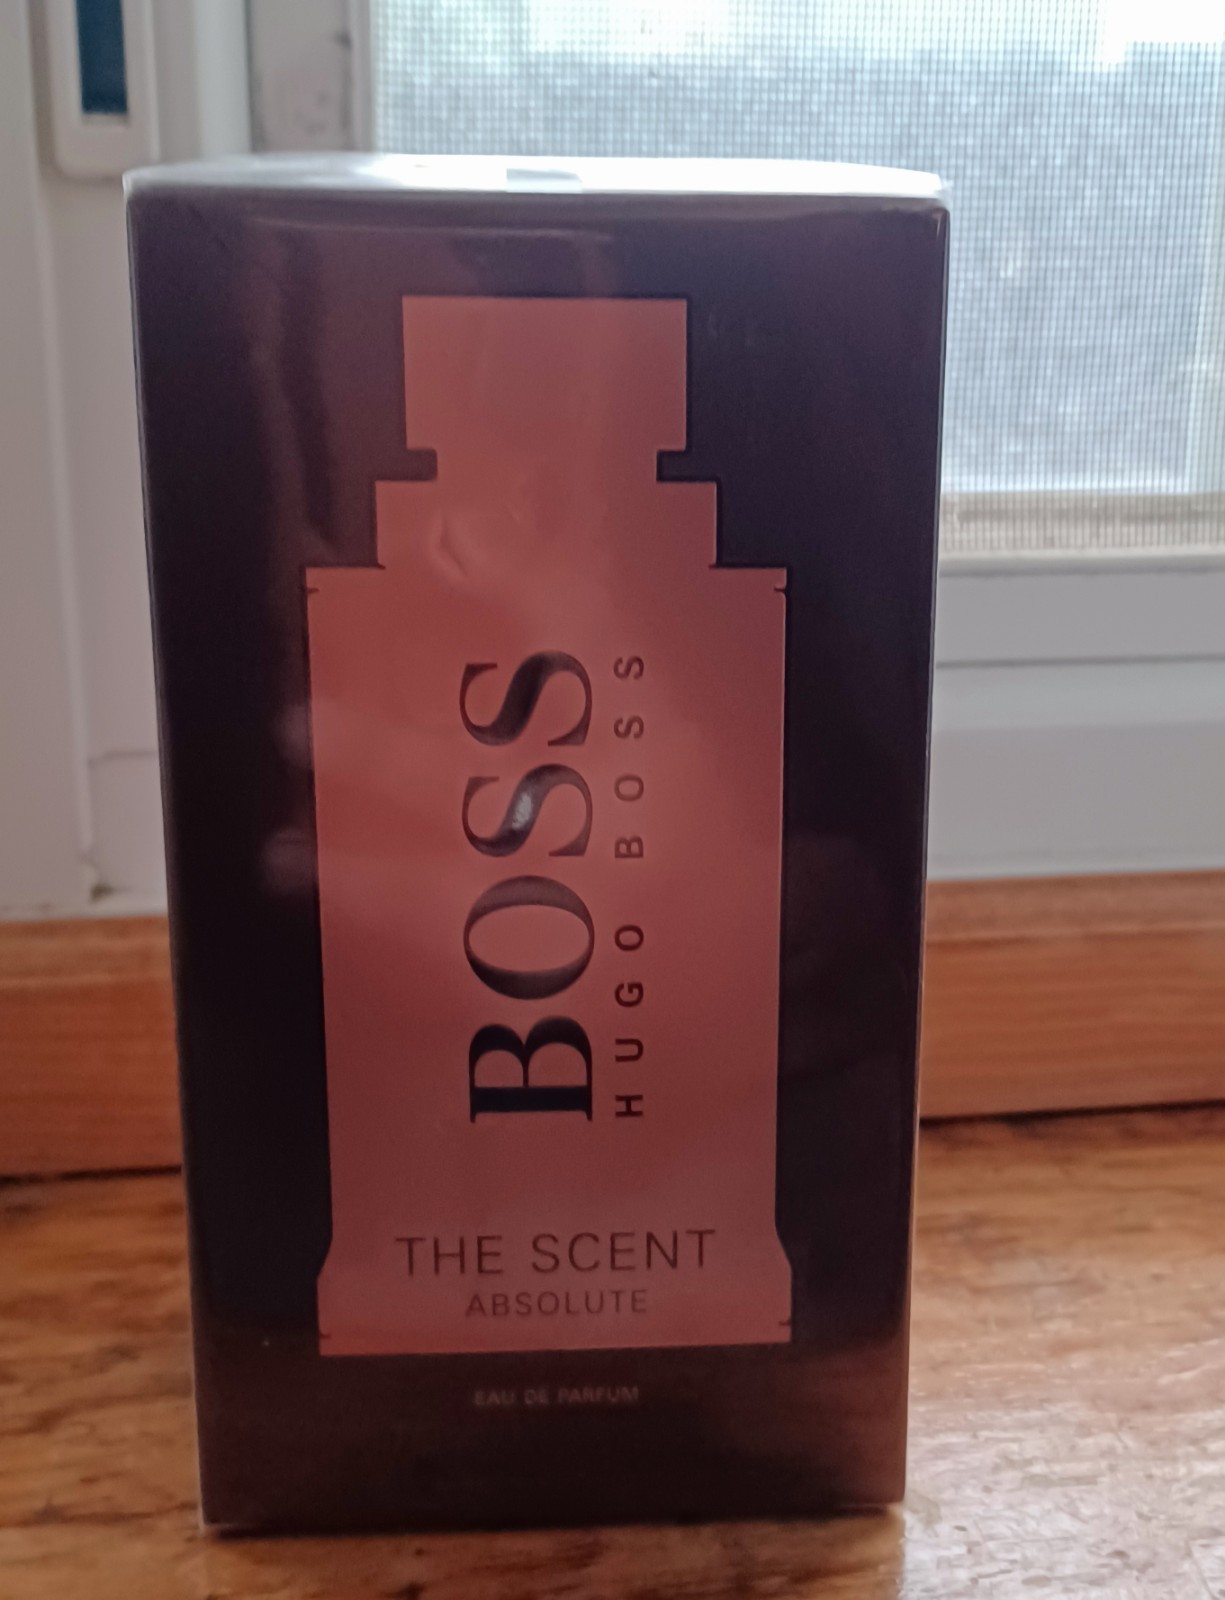 BOSS
HUGO BOSS
THE SCENT
ABSOLUTE
EAU DE PARFUM